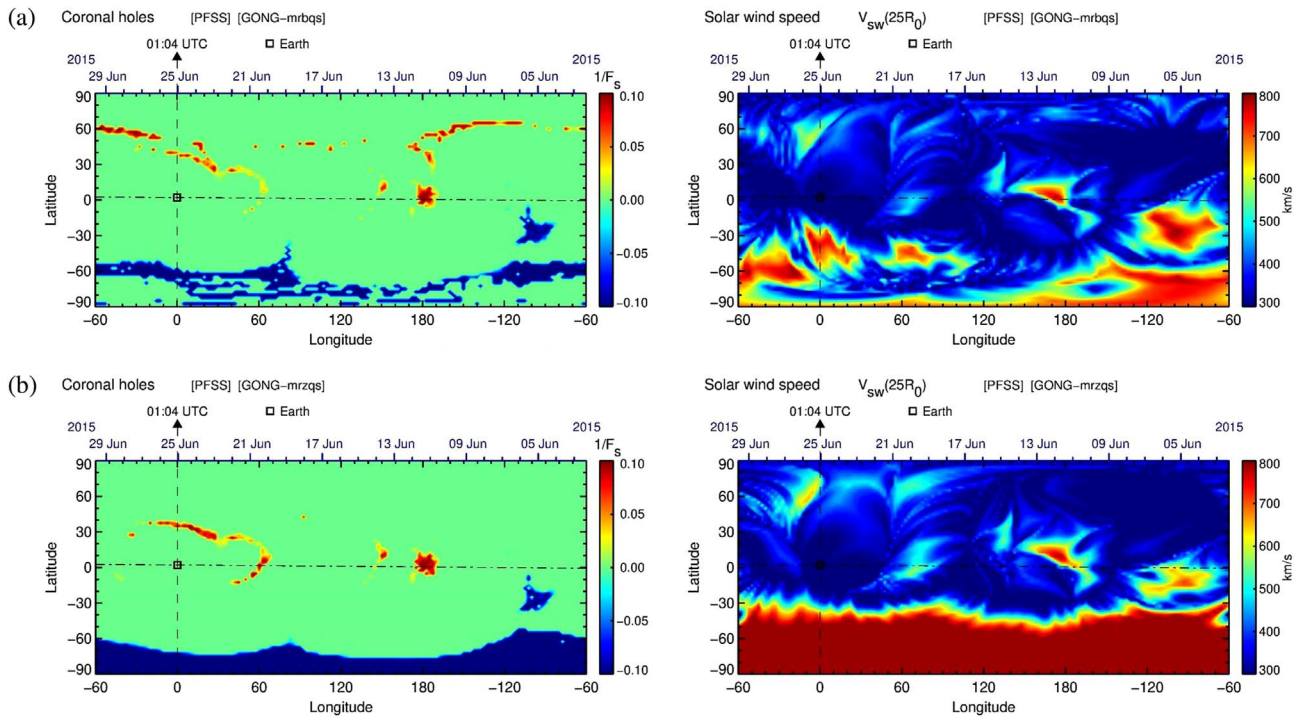 (a) Coronal holes [PFSS] [GONG−mrbqs]
01:04 UTC Earth
2015 2015
29 Jun 25 Jun 21 Jun 17 Jun 13 Jun 09 Jun 05 Jun 1/Fs
90 60 30 0 −30 −60 −90
Latitude
−60 0 60 120 180 −120 −60
Longitude
0.10 0.05 0.00 −0.05 −0.10
Solar wind speed Vsw(25R0) [PFSS] [GONG−mrbqs]
01:04 UTC Earth
2015 2015
29 Jun 25 Jun 21 Jun 17 Jun 13 Jun 09 Jun 05 Jun
90 60 30 0 −30 −60 −90
Latitude
−60 0 60 120 180 −120 −60
Longitude
800 700 600 500 400 300
km/s
(b) Coronal holes [PFSS] [GONG−mrzqs]
01:04 UTC Earth
2015 2015
29 Jun 25 Jun 21 Jun 17 Jun 13 Jun 09 Jun 05 Jun 1/Fs
90 60 30 0 −30 −60 −90
Latitude
−60 0 60 120 180 −120 −60
Longitude
0.10 0.05 0.00 −0.05 −0.10
Solar wind speed Vsw(25R0) [PFSS] [GONG−mrzqs]
01:04 UTC Earth
2015 2015
29 Jun 25 Jun 21 Jun 17 Jun 13 Jun 09 Jun 05 Jun
90 60 30 0 −30 −60 −90
Latitude
−60 0 60 120 180 −120 −60
Longitude
800 700 600 500 400 300
km/s